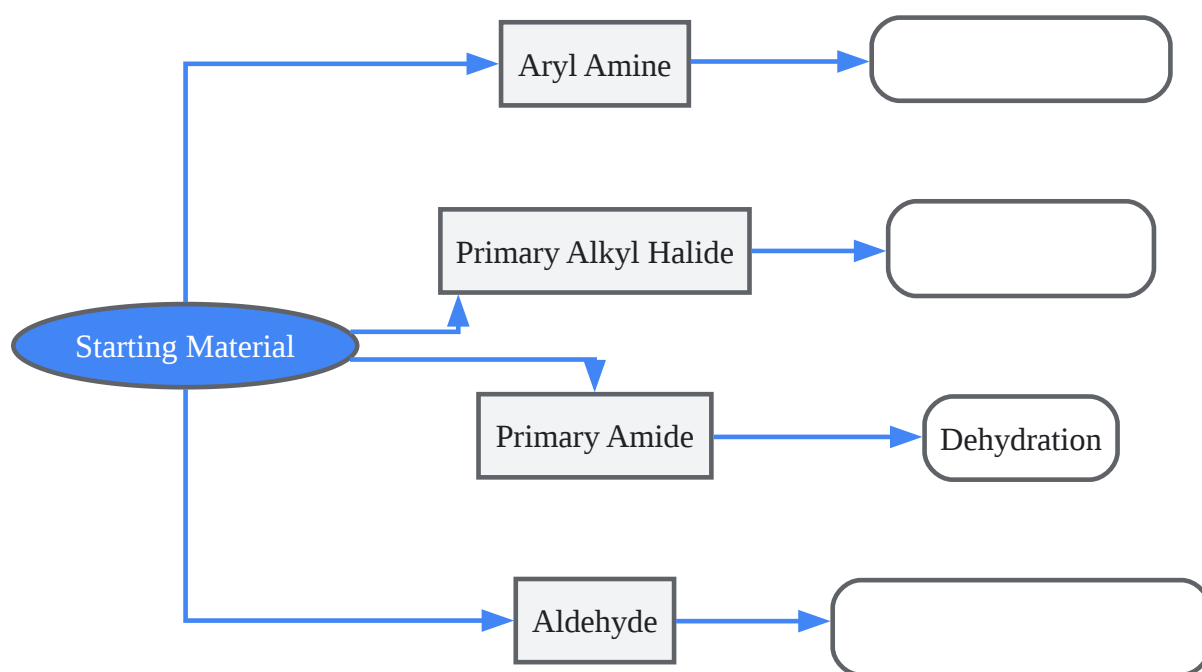 Aryl Amine
Primary Alkyl Halide
Starting Material
Primary Amide
Dehydration
Aldehyde